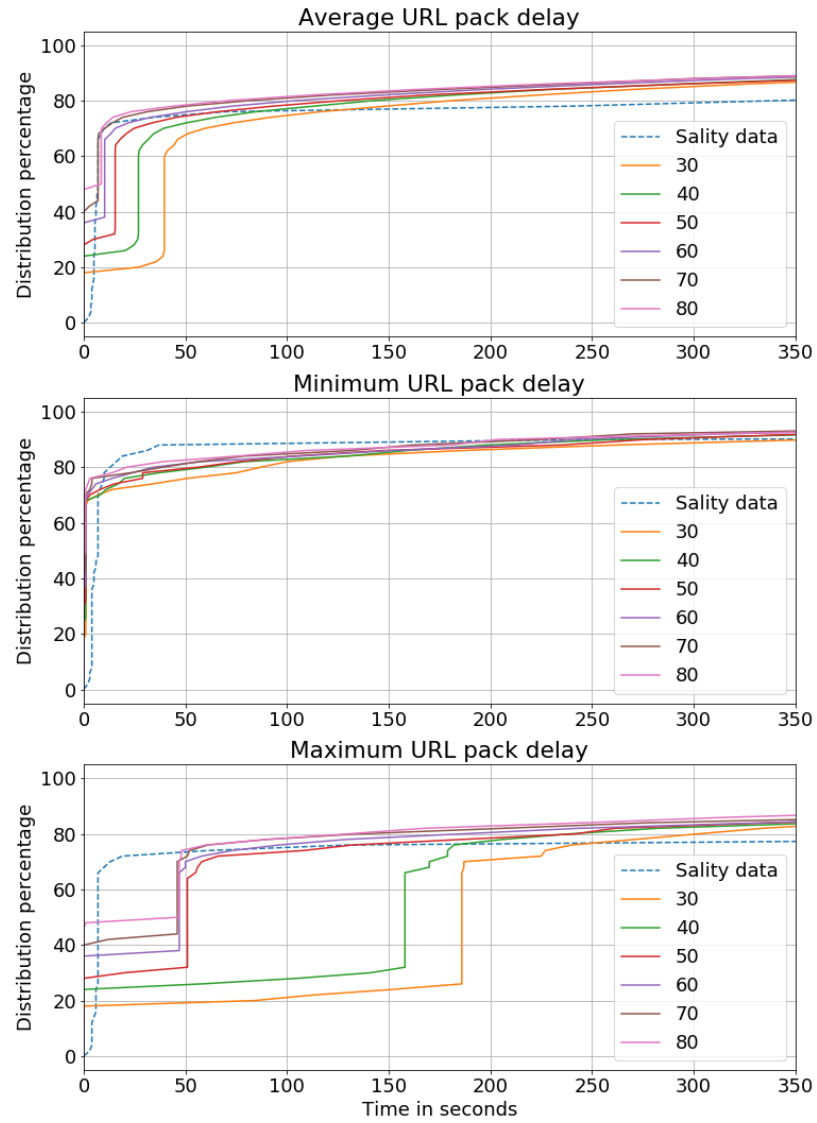 Average URL pack delay
Distribution percentage
100
80
60
40
20
0
0 50 100 150 200 250 300 350
Sality data
30
40
50
60
70
80
Minimum URL pack delay
Distribution percentage
100
80
60
40
20
0
0 50 100 150 200 250 300 350
Sality data
30
40
50
60
70
80
Maximum URL pack delay
Distribution percentage
100
80
60
40
20
0
0 50 100 150 200 250 300 350
Sality data
30
40
50
60
70
80
Time in seconds